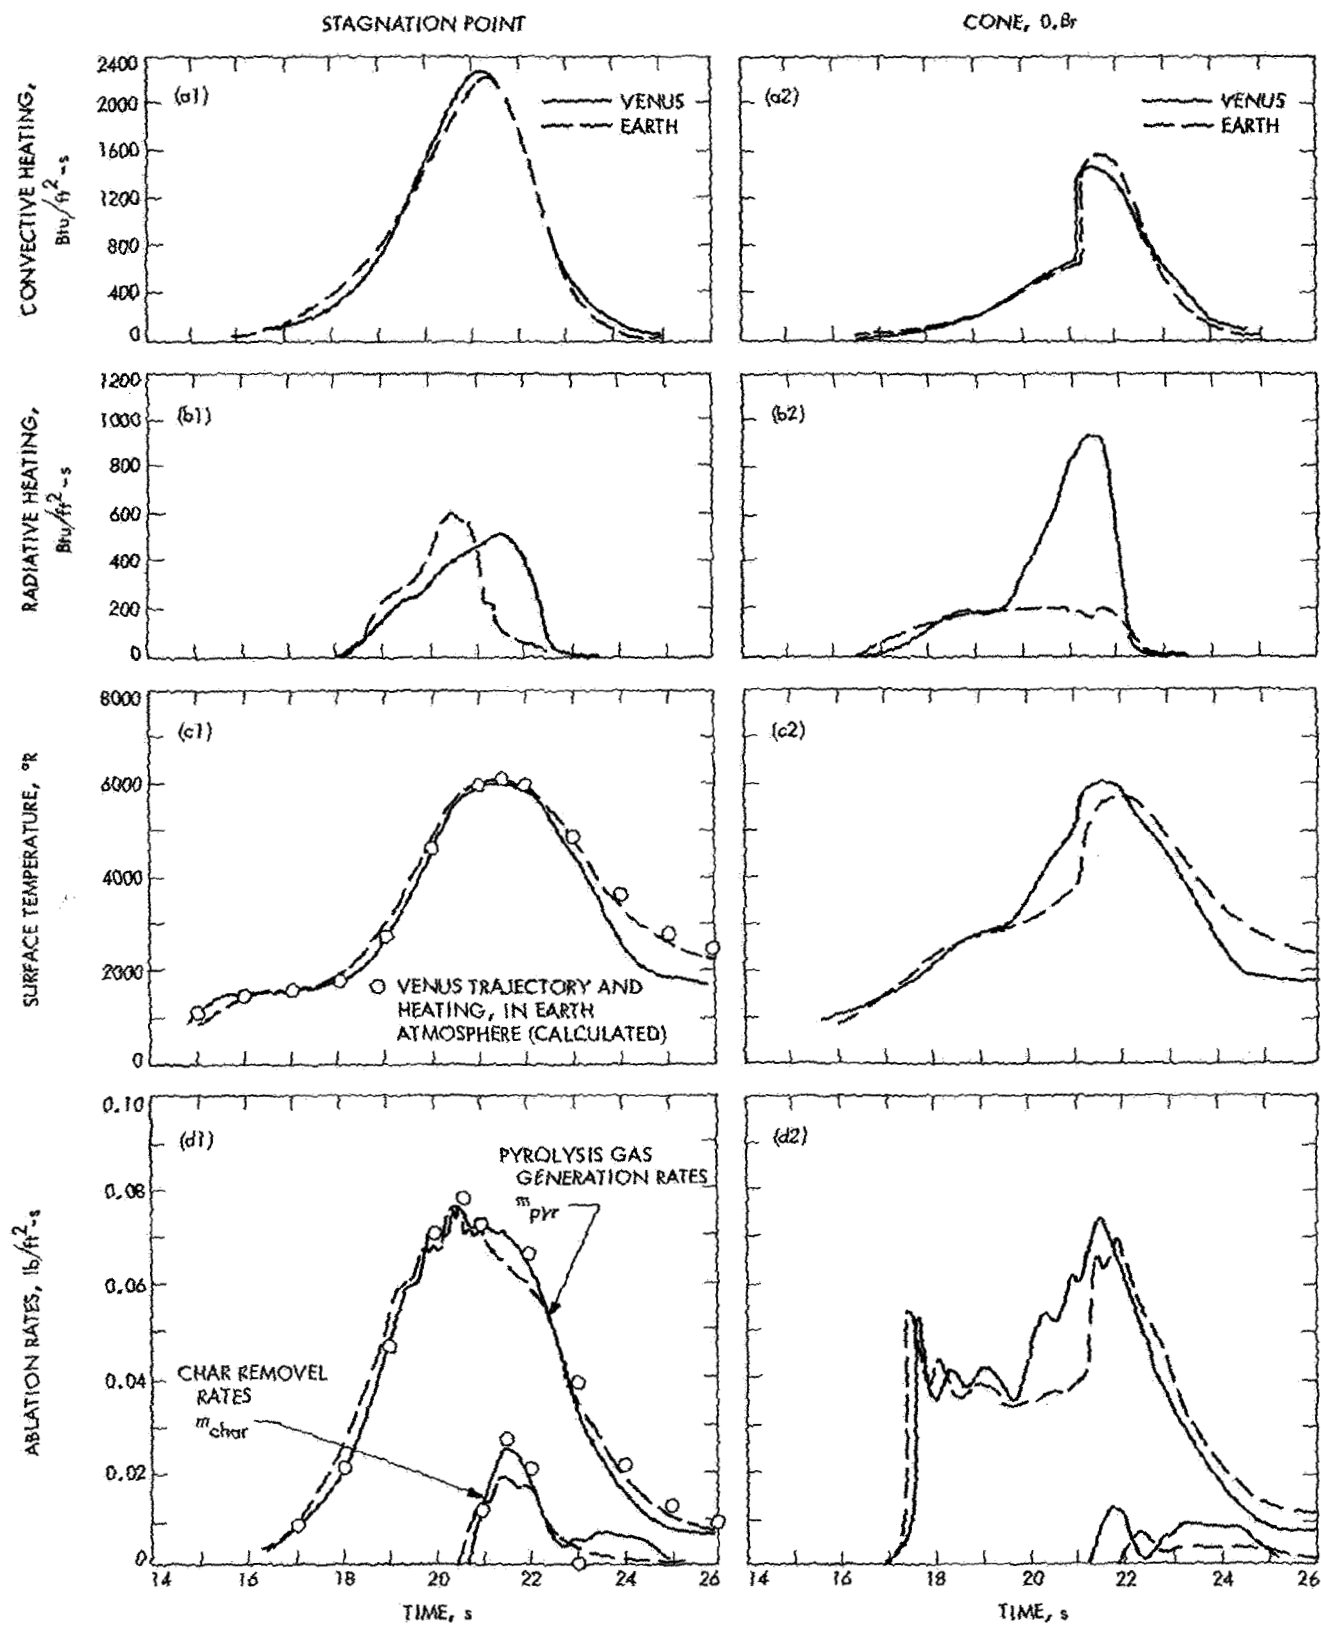 STAGNATION POINT
CONE, 0.8r
CONVECTIVE HEATING,
Btu/ft²-s
2400
2000
1600
1200
800
400
0
(a1)
VENUS
EARTH
(a2)
VENUS
EARTH
RADIATIVE HEATING,
Btu/ft²-s
1200
1000
800
600
400
200
0
(b1)
(b2)
SURFACE TEMPERATURE, °R
8000
6000
4000
2000
0
(c1)
VENUS TRAJECTORY AND
HEATING, IN EARTH
ATMOSPHERE (CALCULATED)
(c2)
ABLATION RATES, lb/ft²-s
0.10
0.08
0.06
0.04
0.02
0
(d1)
PYROLYSIS GAS
GENERATION RATES
m pyr
CHAR REMOVEL
RATES
m char
(d2)
14 16 18 20 22 24 26
TIME, s
14 16 18 20 22 24 26
TIME, s